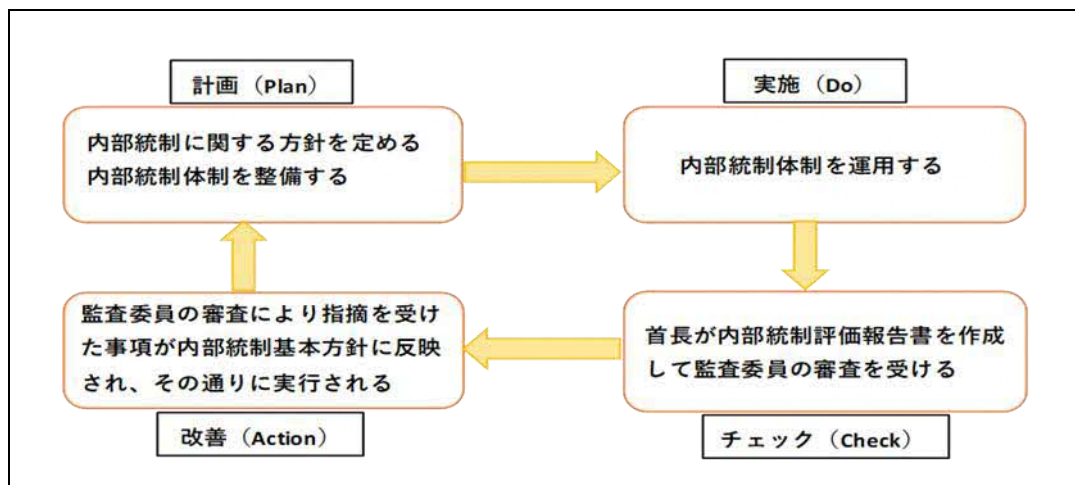 計画（Plan）
内部統制に関する方針を定める
内部統制体制を整備する
実施（Do）
内部統制体制を運用する
首長が内部統制評価報告書を作成
して監査委員の審査を受ける
チェック（Check）
監査委員の審査により指摘を受け
た事項が内部統制基本方針に反映
され、その通りに実行される
改善（Action）